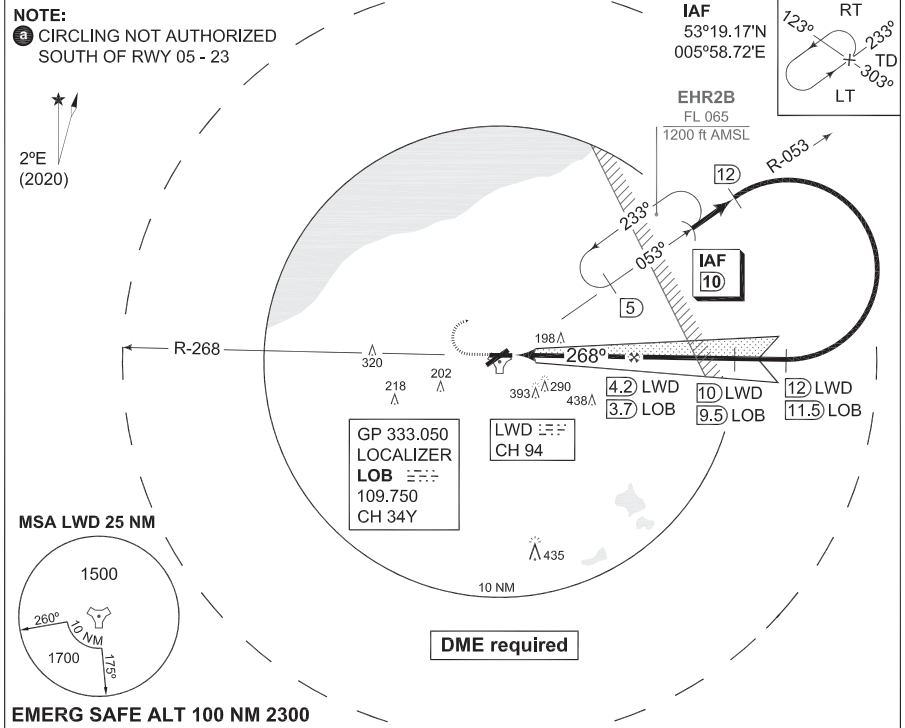 NOTE:
a CIRCLING NOT AUTHORIZED
SOUTH OF RWY 05 - 23
2ºE
(2020)
IAF
53º19.17'N
005º58.72'E
123º
RT
233º
TD
303º
LT
EHR2B
FL 065
1200 ft AMSL
R-053
12
233º
053º
IAF
10
5
R-268
198
268º
320
218
202
393
290
438
4.2 LWD
3.7 LOB
10 LWD
9.5 LOB
12 LWD
11.5 LOB
GP 333.050
LOCALIZER
LOB
109.750
CH 34Y
LWD
CH 94
435
10 NM
MSA LWD 25 NM
1500
260º
10 NM
1700
175º
DME required
EMERG SAFE ALT 100 NM 2300